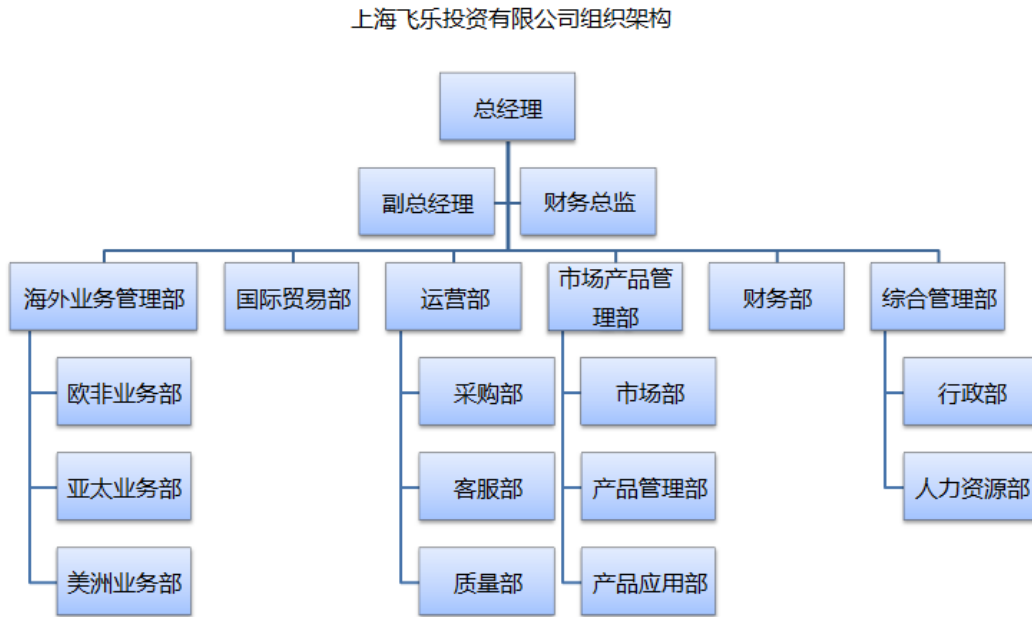 上海飞乐投资有限公司组织架构
总经理
副总经理
财务总监
海外业务管理部
国际贸易部
运营部
市场产品管
理部
财务部
综合管理部
欧非业务部
采购部
市场部
行政部
亚太业务部
客服部
产品管理部
人力资源部
美洲业务部
质量部
产品应用部